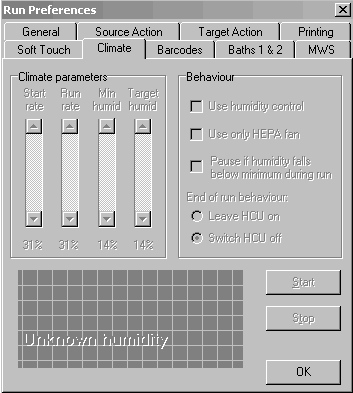 Run Preferences
General Source Action Target Action Printing
Soft Touch Climate Barcodes Baths 1 & 2 MWS
Climate parameters
Start rate
Run rate
Min humid
Target humid
31% 31% 14% 14%
Behaviour
Use humidity control
Use only HEPA fan
Pause if humidity falls
below minimum during run
End of run behaviour:
Leave HCU on
Switch HCU off
Unknown humidity
Start
Stop
OK